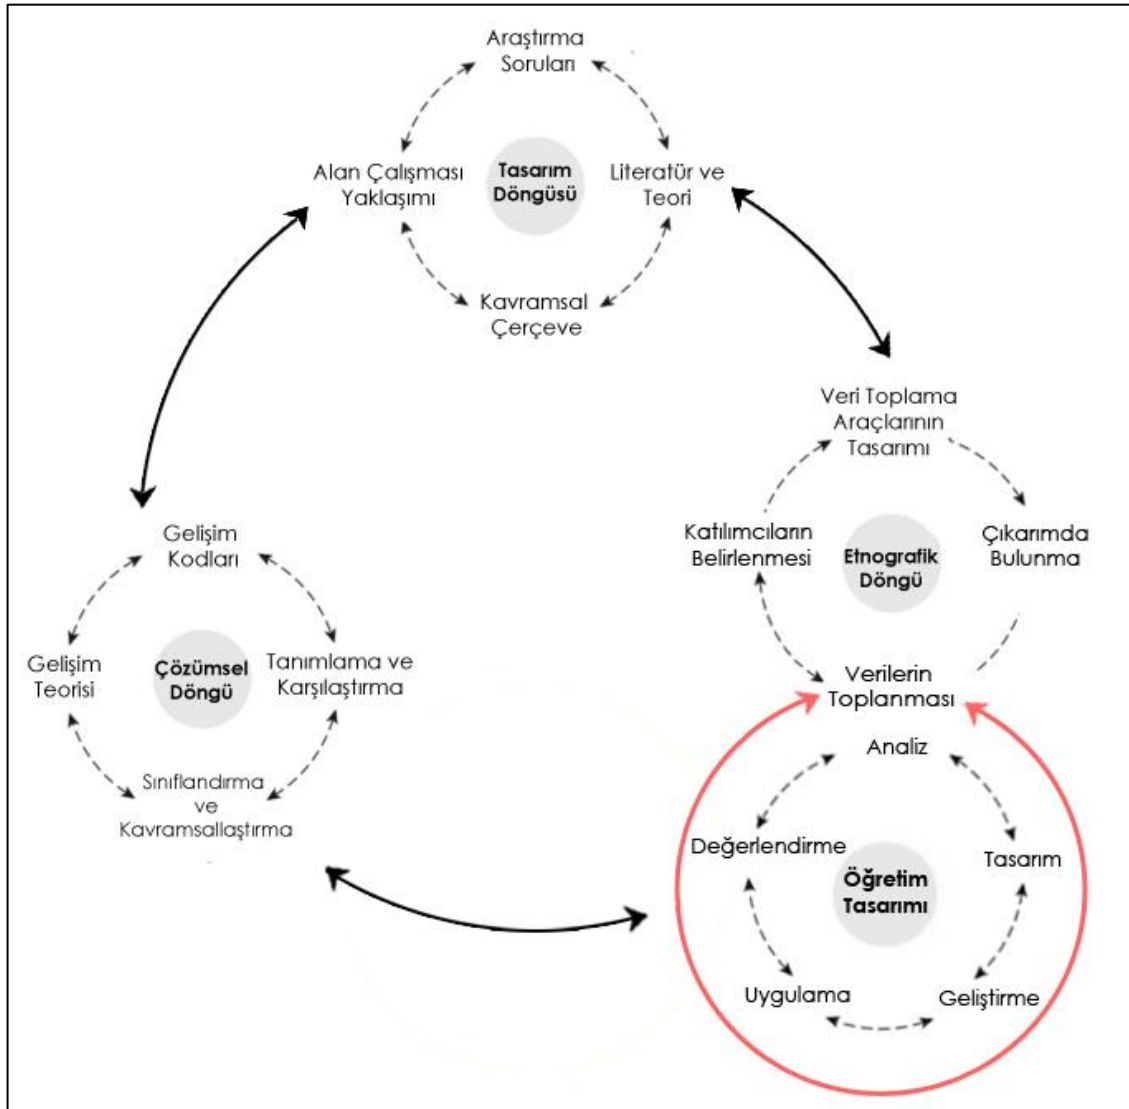 Araştırma
Soruları
Alan Çalışması
Yaklaşımı
Tasarım
Döngüsü
Literatür ve
Teori
Kavramsal
Çerçeve
Veri Toplama
Araçlarının
Tasarımı
Katılımcıların
Belirlenmesi
Etnografik
Döngü
Çıkarımda
Bulunma
Verilerin
Toplanması
Gelişim
Kodları
Gelişim
Teorisi
Çözümsel
Döngü
Tanımlama ve
Karşılaştırma
Sınıflandırma
ve
Kavramsallaştırma
Analiz
Değerlendirme
Öğretim
Tasarımı
Tasarım
Uygulama
Geliştirme